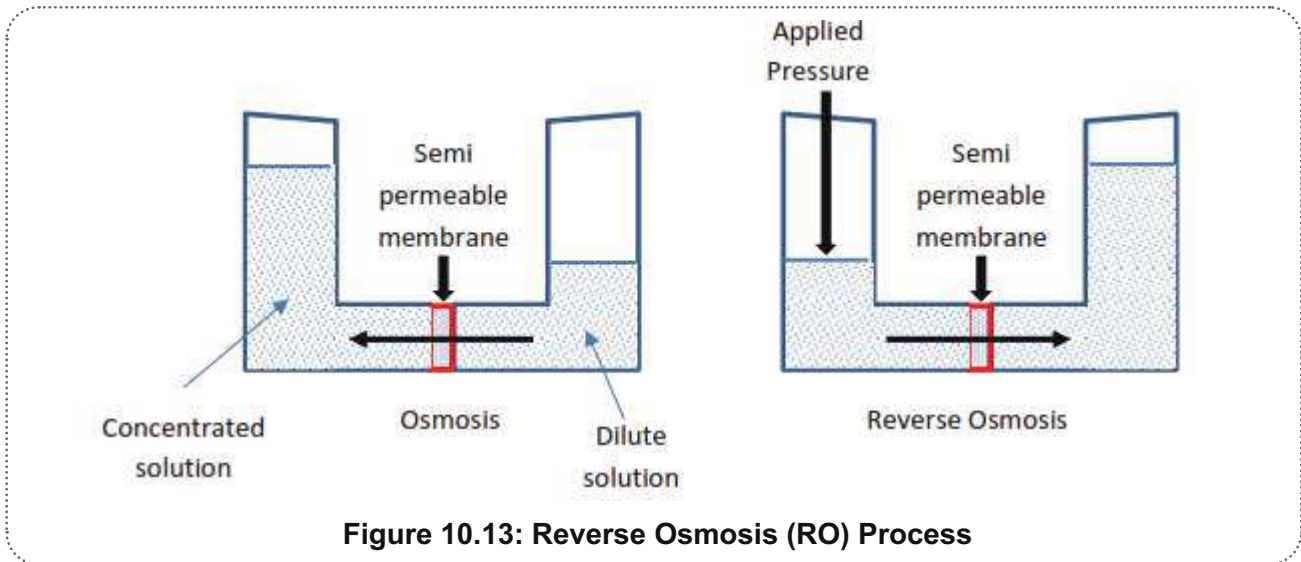 Applied
Pressure
Semi
permeable
membrane
Semi
permeable
membrane
Concentrated
solution
Osmosis
Dilute
solution
Reverse Osmosis
Figure 10.13: Reverse Osmosis (RO) Process